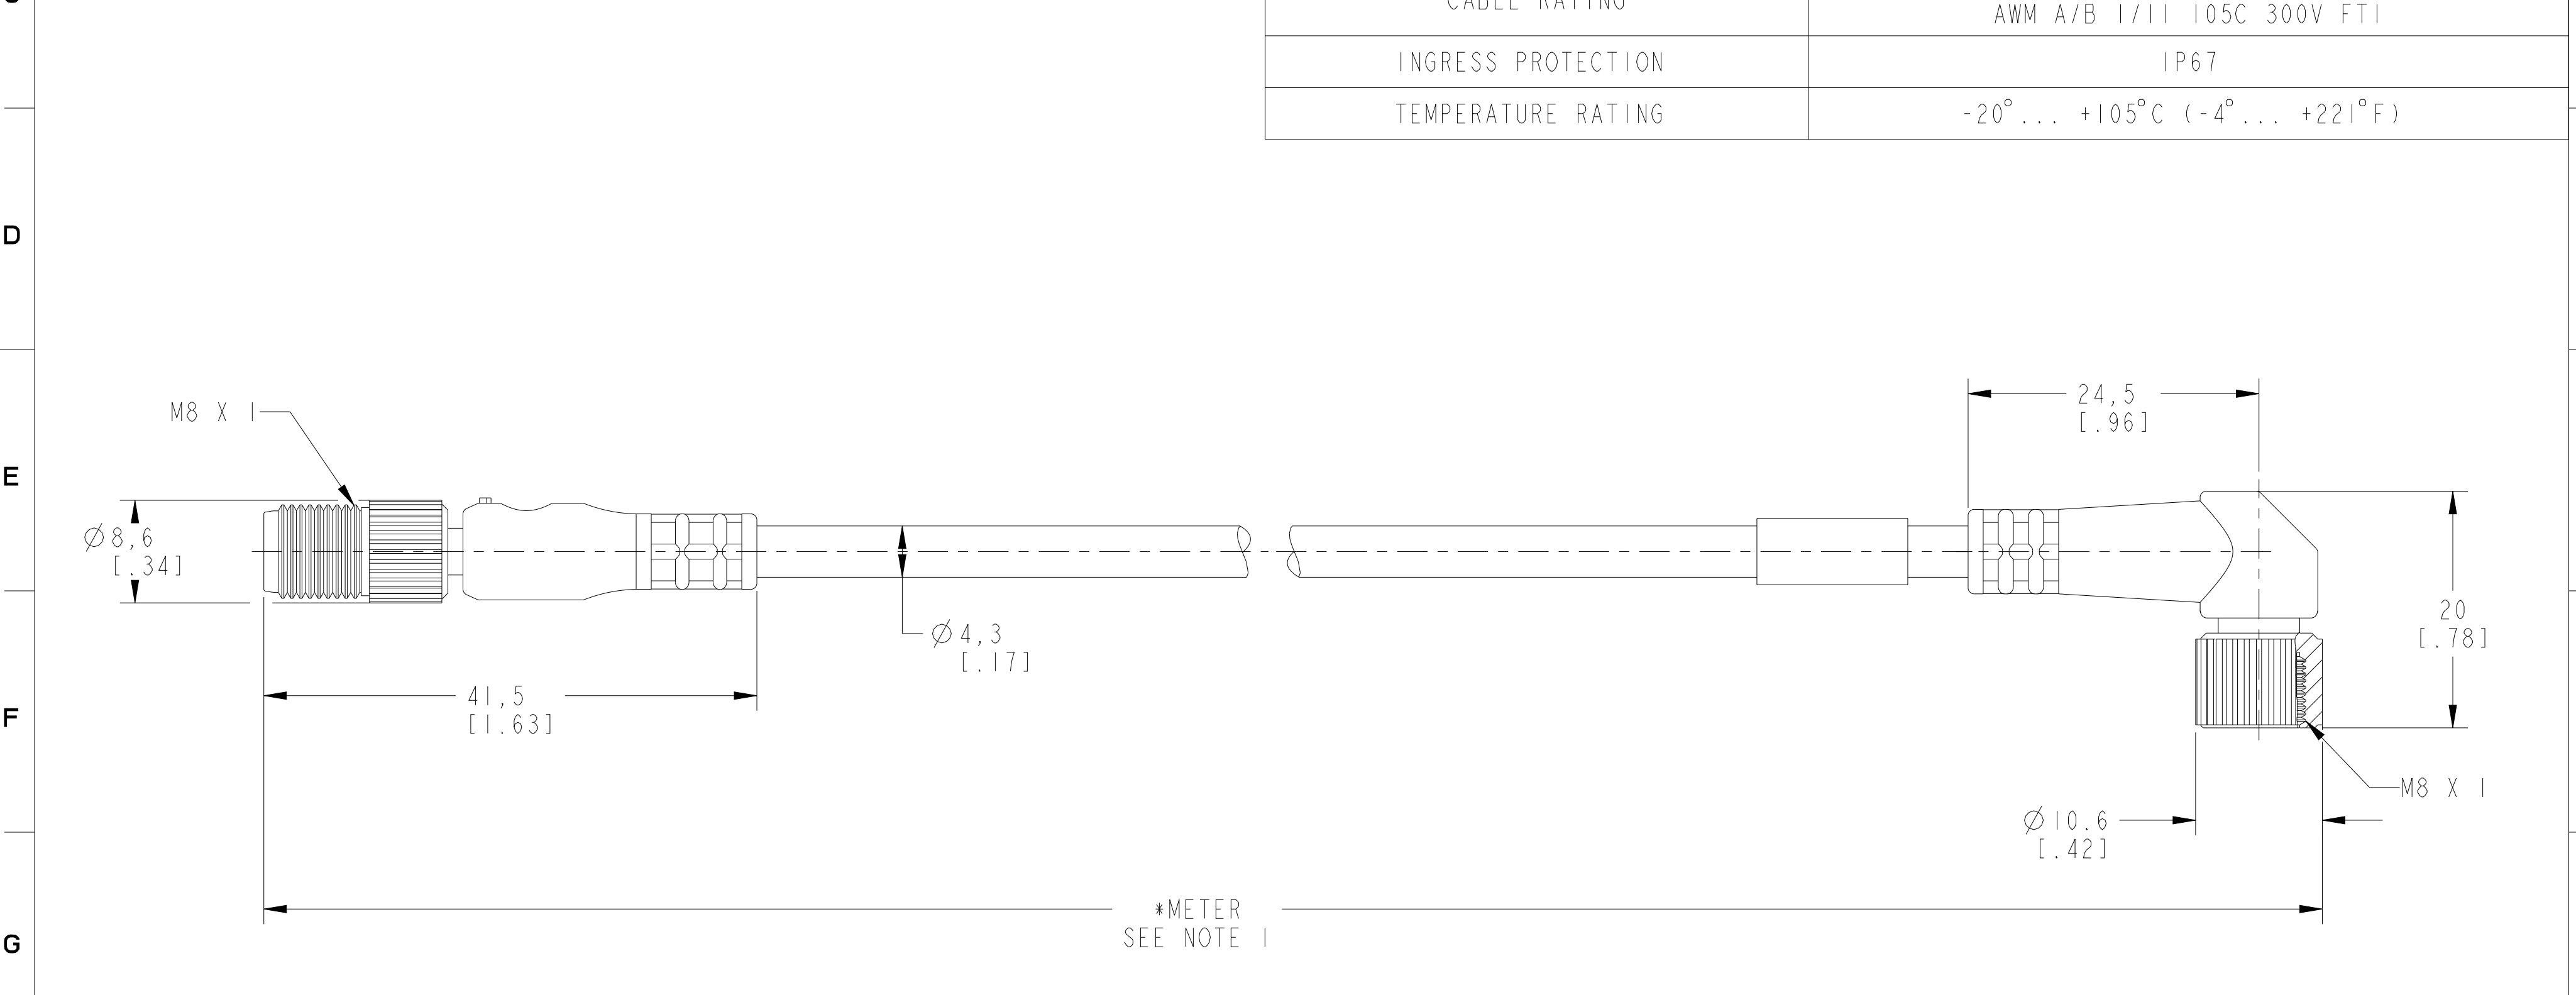 CABLE RATING
AWM A/B I/II 105C 300V FT1
INGRESS PROTECTION
IP67
TEMPERATURE RATING
-20°... +105°C (-4°... +221°F)
D
E
F
G
M8 X 1
Ø8,6
[.34]
41,5
[1.63]
Ø4,3
[.17]
24,5
[.96]
20
[.78]
M8 X 1
Ø10.6
[.42]
*METER
SEE NOTE 1